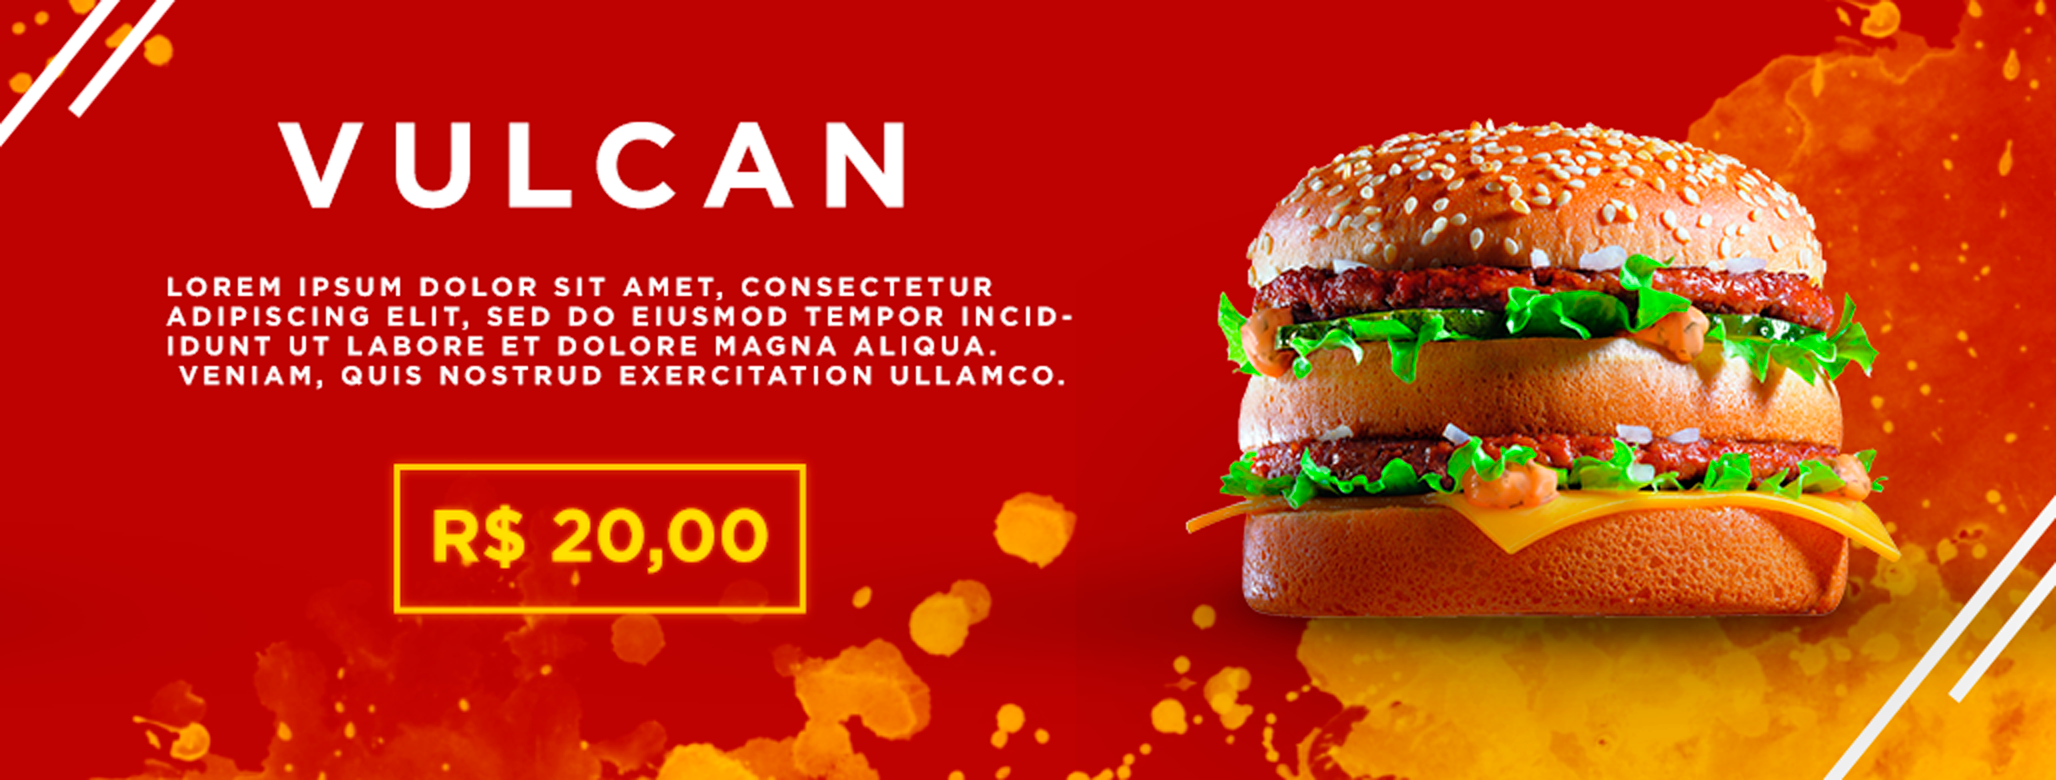 VULCAN
LOREM IPSUM DOLOR SIT AMET, CONSECTETUR
ADIPISCING ELIT, SED DO EIUSMOD TEMPOR INCID-
IDUNT UT LABORE ET DOLORE MAGNA ALIQUA.
VENIAM, QUIS NOSTRUD EXERCITATION ULLAMCO.
R$ 20,00